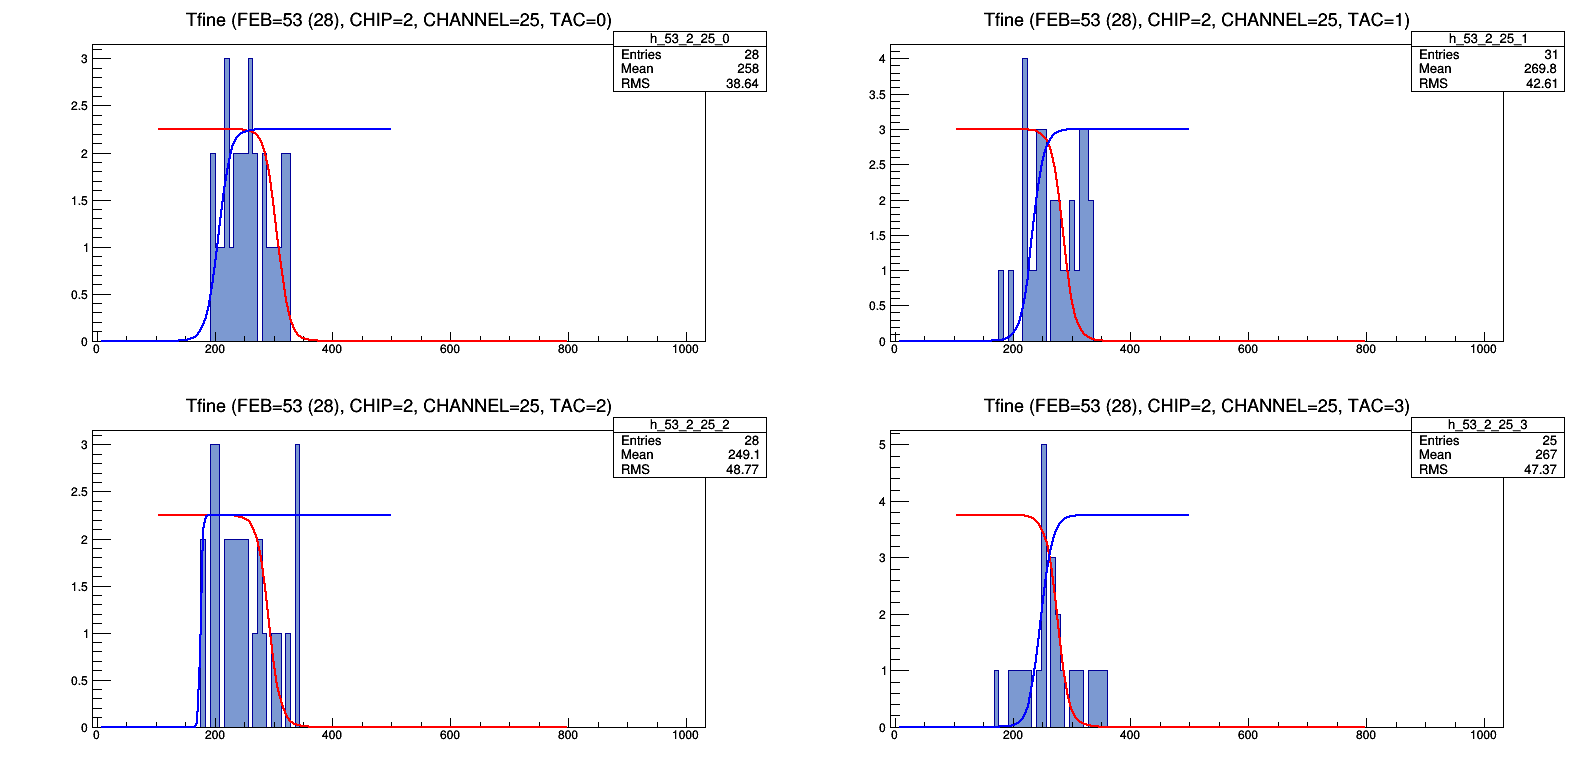 Tfine (FEB=53 (28), CHIP=2, CHANNEL=25, TAC=0)
h_53_2_25_0
Entries 28
Mean 258
RMS 38.64
3
2.5
2
1.5
1
0.5
0
0 200 400 600 800 1000
Tfine (FEB=53 (28), CHIP=2, CHANNEL=25, TAC=1)
h_53_2_25_1
Entries 31
Mean 269.8
RMS 42.61
4
3.5
3
2.5
2
1.5
1
0.5
0
0 200 400 600 800 1000
Tfine (FEB=53 (28), CHIP=2, CHANNEL=25, TAC=2)
h_53_2_25_2
Entries 28
Mean 249.1
RMS 48.77
3
2.5
2
1.5
1
0.5
0
0 200 400 600 800 1000
Tfine (FEB=53 (28), CHIP=2, CHANNEL=25, TAC=3)
h_53_2_25_3
Entries 25
Mean 267
RMS 47.37
5
4
3
2
1
0
0 200 400 600 800 1000